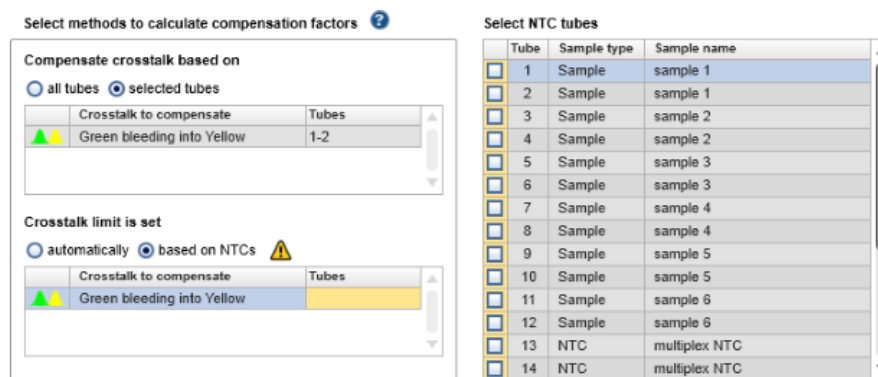 Select methods to calculate compensation factors ?
Compensate crosstalk based on
all tubes selected tubes
Crosstalk to compensate Tubes
Green bleeding into Yellow 1-2
Crosstalk limit is set
automatically based on NTCs
Crosstalk to compensate Tubes
Green bleeding into Yellow
Select NTC tubes
Tube Sample type Sample name
1 Sample sample 1
2 Sample sample 1
3 Sample sample 2
4 Sample sample 2
5 Sample sample 3
6 Sample sample 3
7 Sample sample 4
8 Sample sample 4
9 Sample sample 5
10 Sample sample 5
11 Sample sample 6
12 Sample sample 6
13 NTC multiplex NTC
14 NTC multiplex NTC